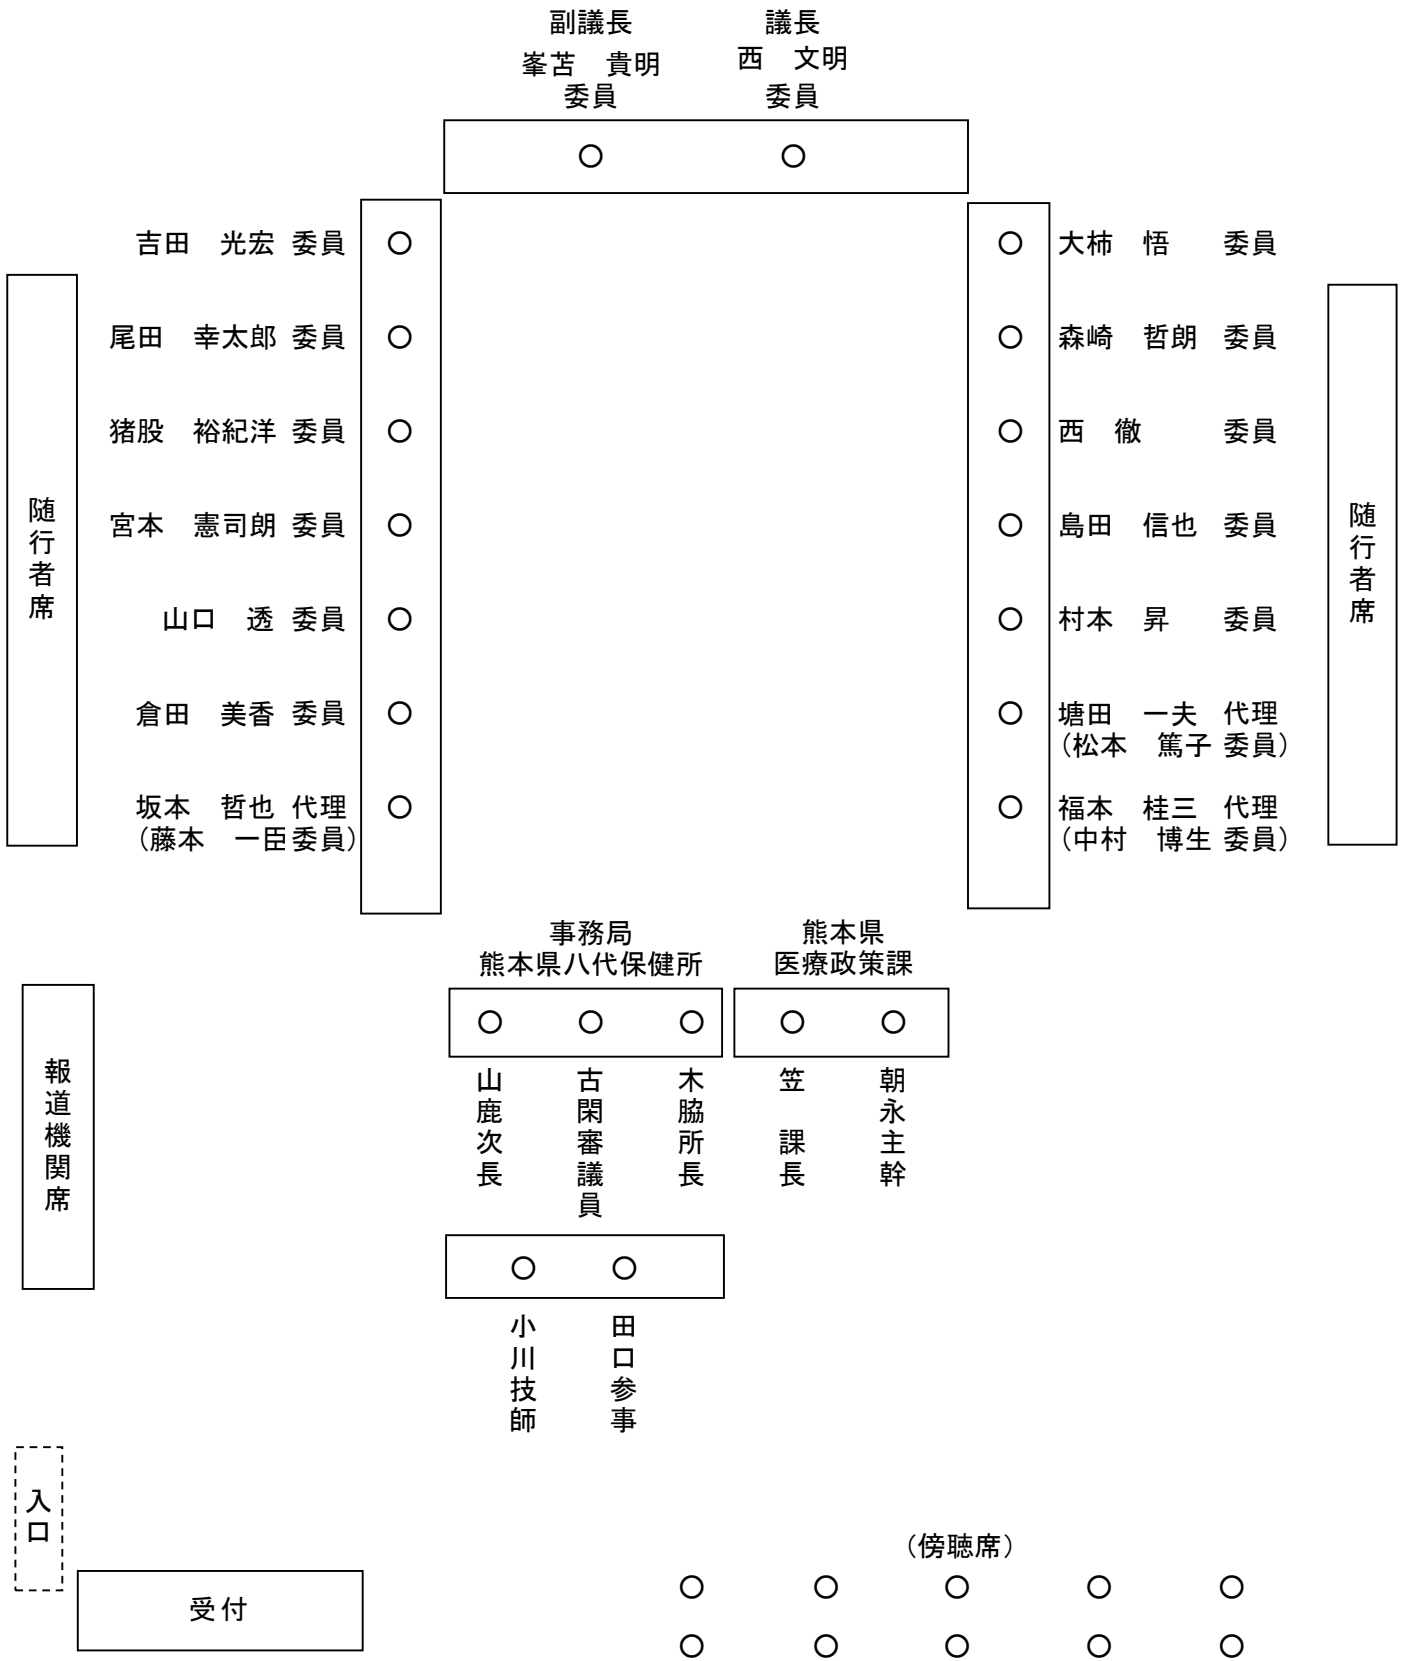 副議長
峯苫　貴明
委員
議長
西　文明
委員
吉田　光宏 委員
尾田　幸太郎 委員
猪股　裕紀洋 委員
宮本　憲司朗 委員
山口　透 委員
倉田　美香 委員
坂本　哲也 代理
（藤本　一臣委員）
大柿　悟　委員
森崎　哲朗　委員
西　徹　委員
島田　信也　委員
村本　昇　委員
塘田　一夫　代理
（松本　篤子 委員）
福本　桂三　代理
（中村　博生 委員）
随行者席
随行者席
事務局
熊本県八代保健所
熊本県
医療政策課
山鹿次長
古閑審議員
木脇所長
笠　課長
朝永主幹
報道機関席
小川技師
田口参事
入口
受付
（傍聴席）